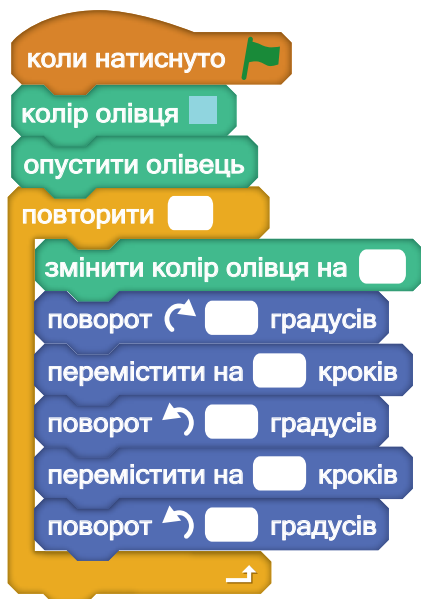 коли натиснуто
колір олівця
опустити олівець
повторити
змінити колір олівця на
поворот градусів
перемістити на кроків
поворот градусів
перемістити на кроків
поворот градусів